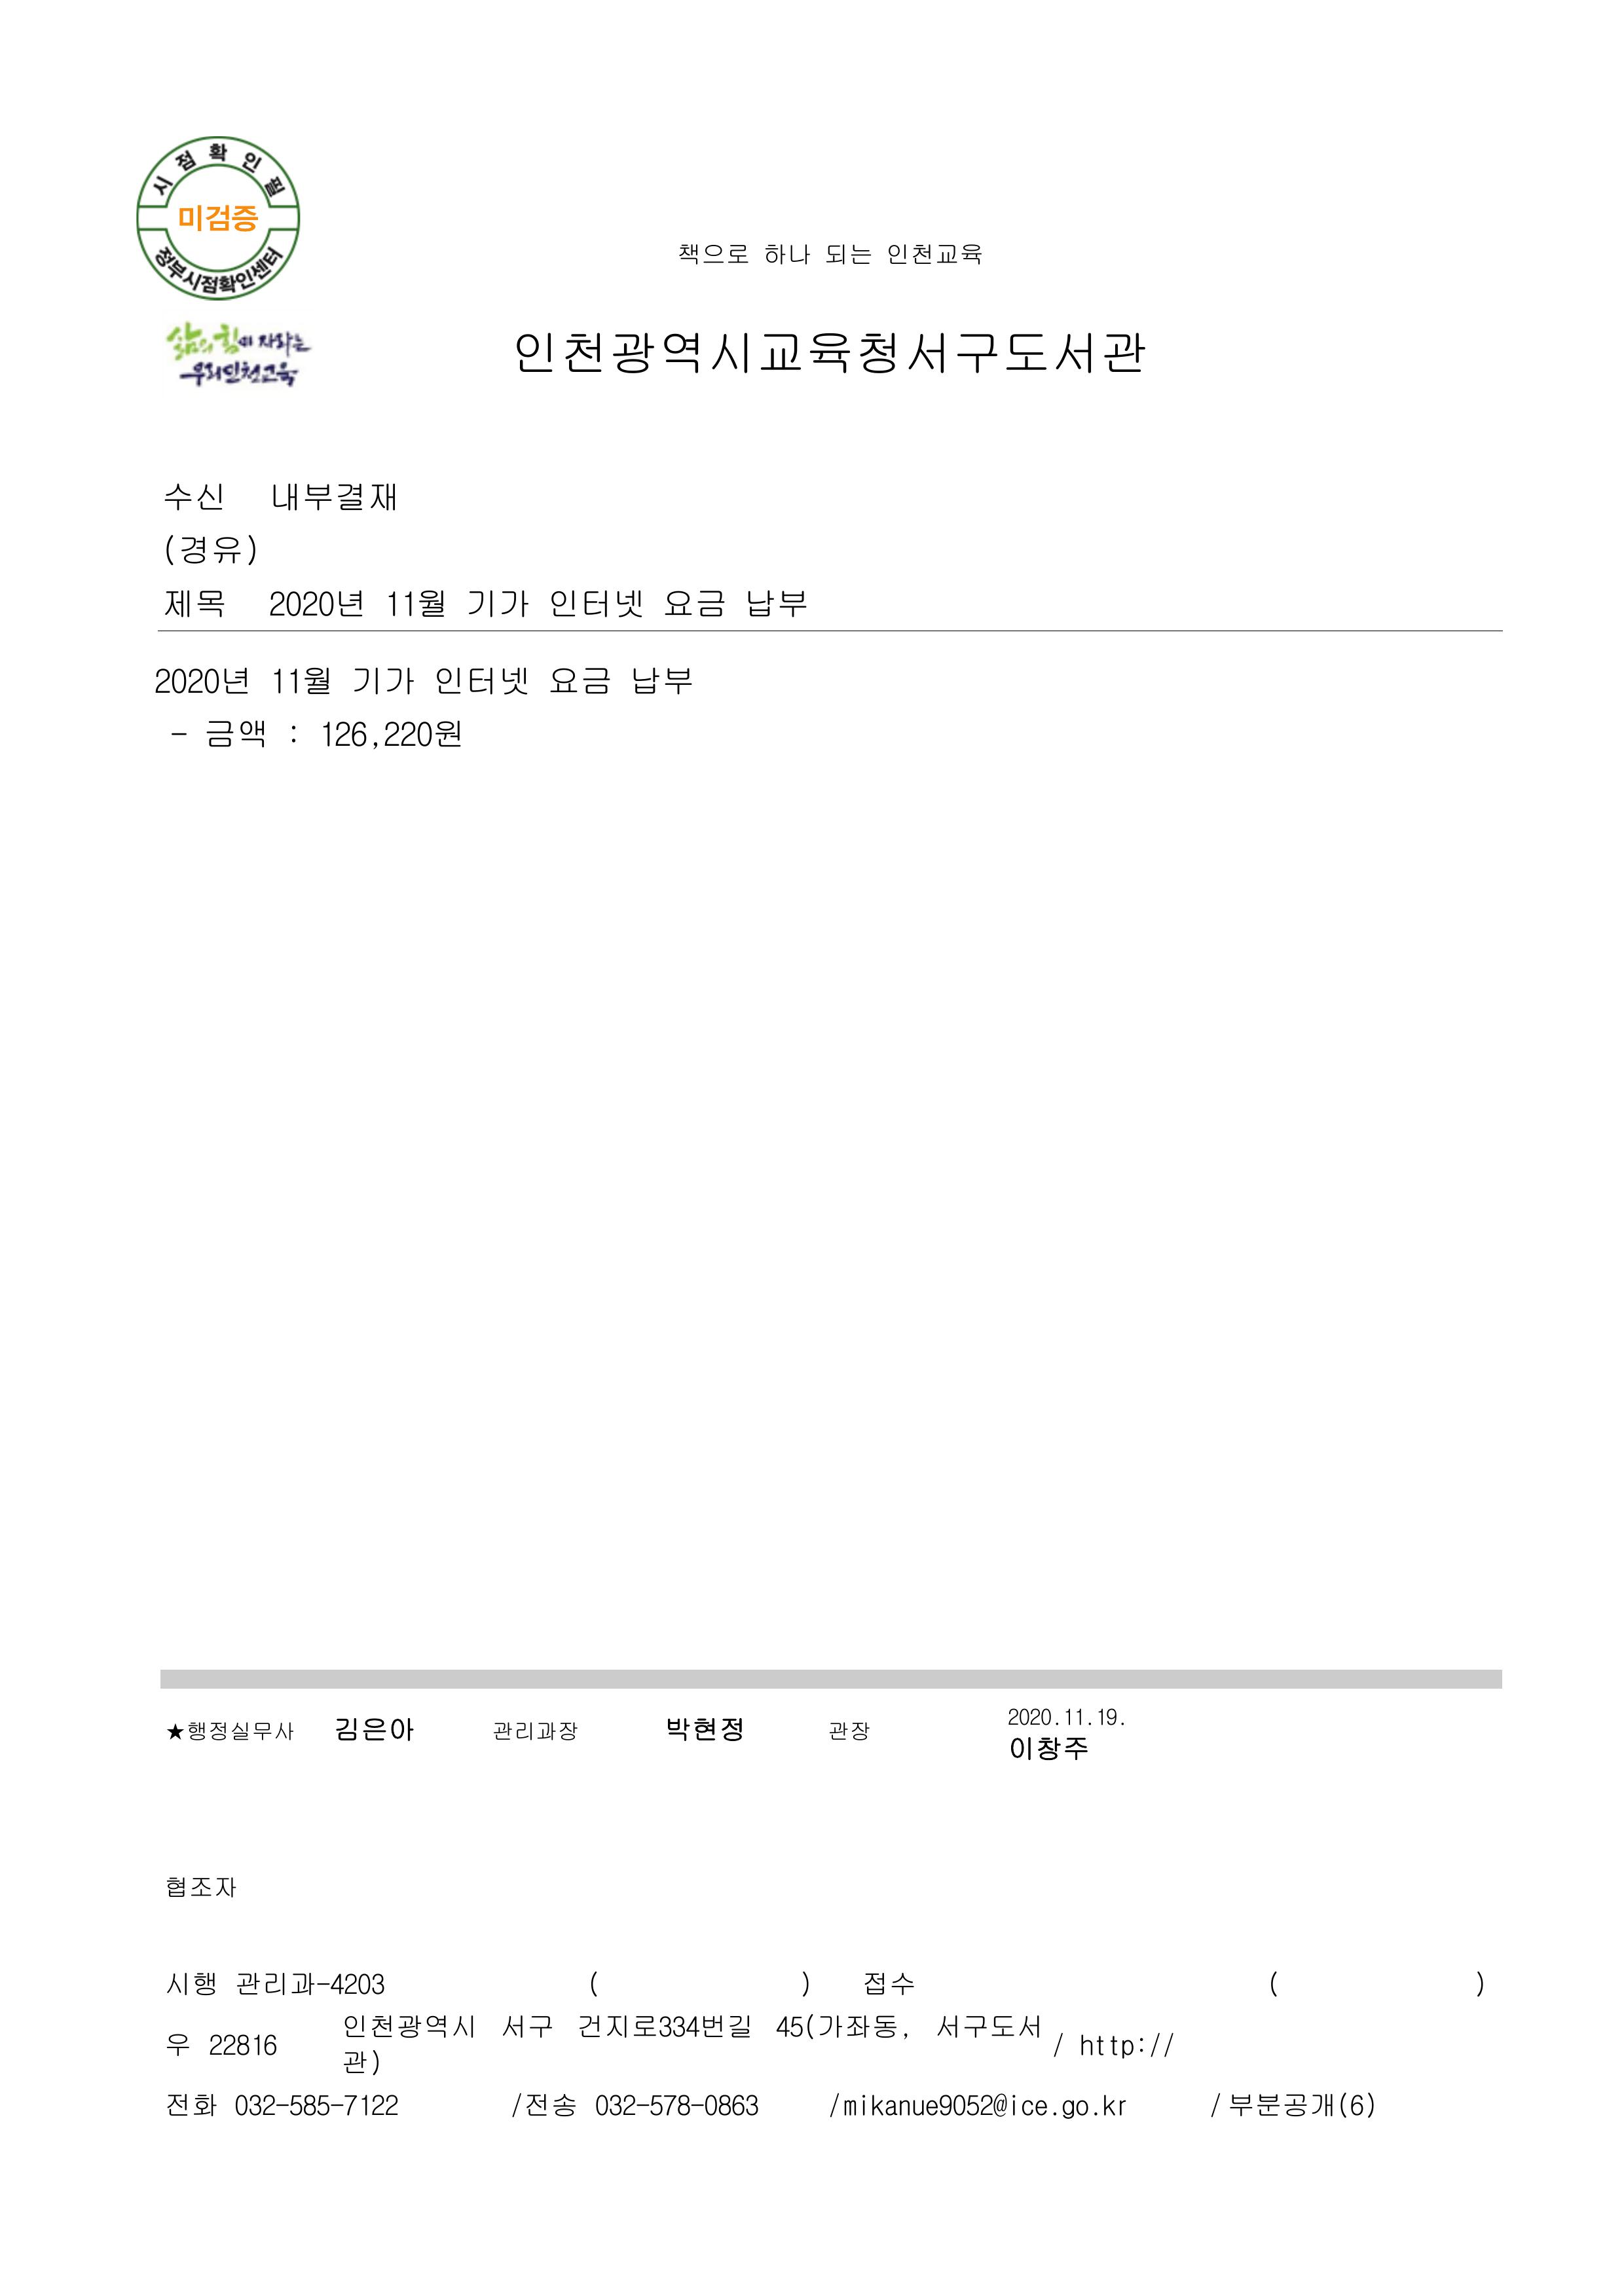 시점확인필
미검증
정부시점확인센터
책으로 하나 되는 인천교육
삶의 힘이 자라는
우리인천교육
인천광역시교육청서구도서관
수신 내부결재
(경유)
제목 2020년 11월 기가 인터넷 요금 납부
2020년 11월 기가 인터넷 요금 납부
- 금액 : 126,220원
★행정실무사 김은아 관리과장 박현정 관장 2020.11.19.
이창주
협조자
시행 관리과-4203 ( ) 접수 ( )
우 22816 인천광역시 서구 건지로334번길 45(가좌동, 서구도서
관) / http://
전화 032-585-7122 /전송 032-578-0863 /mikanue9052@ice.go.kr / 부분공개(6)